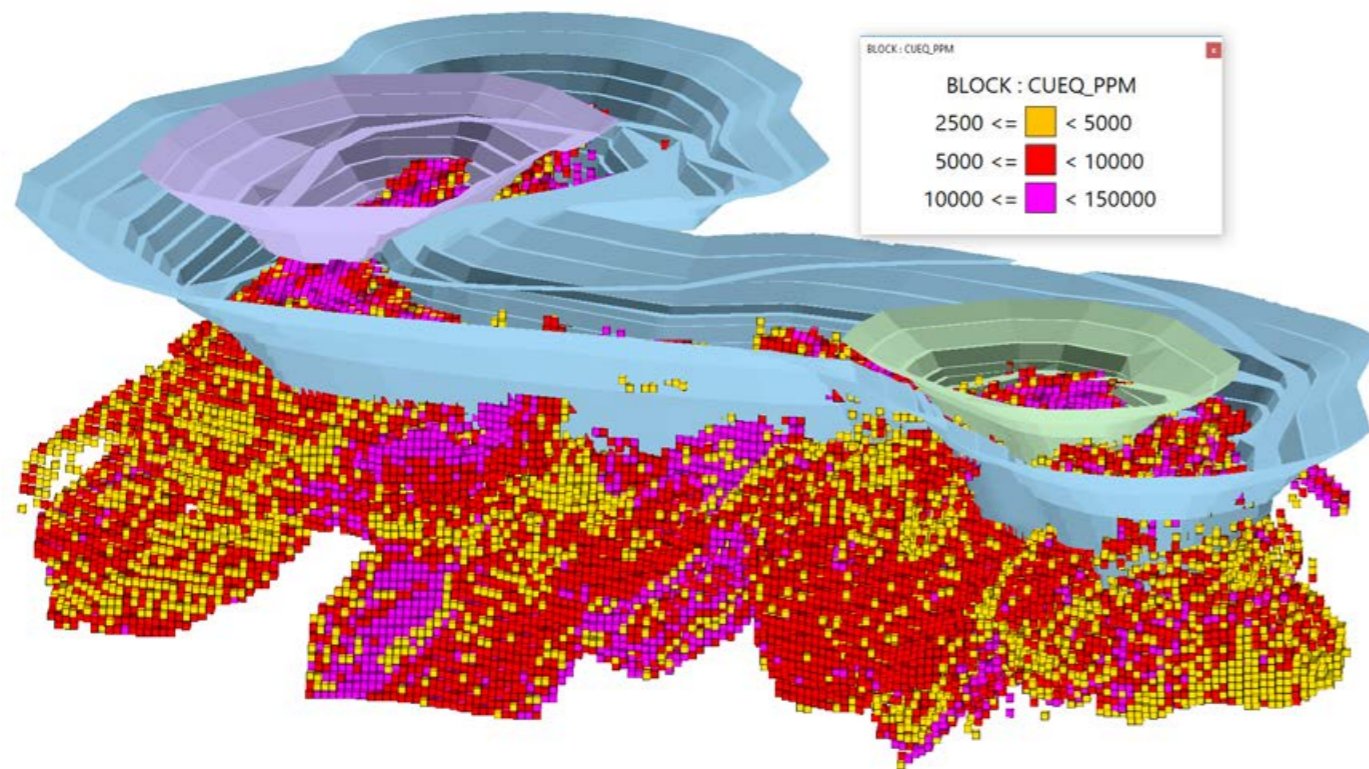 BLOCK : CUEQ_PPM
x
BLOCK : CUEQ_PPM
2500 <= < 5000
5000 <= < 10000
10000 <= < 150000